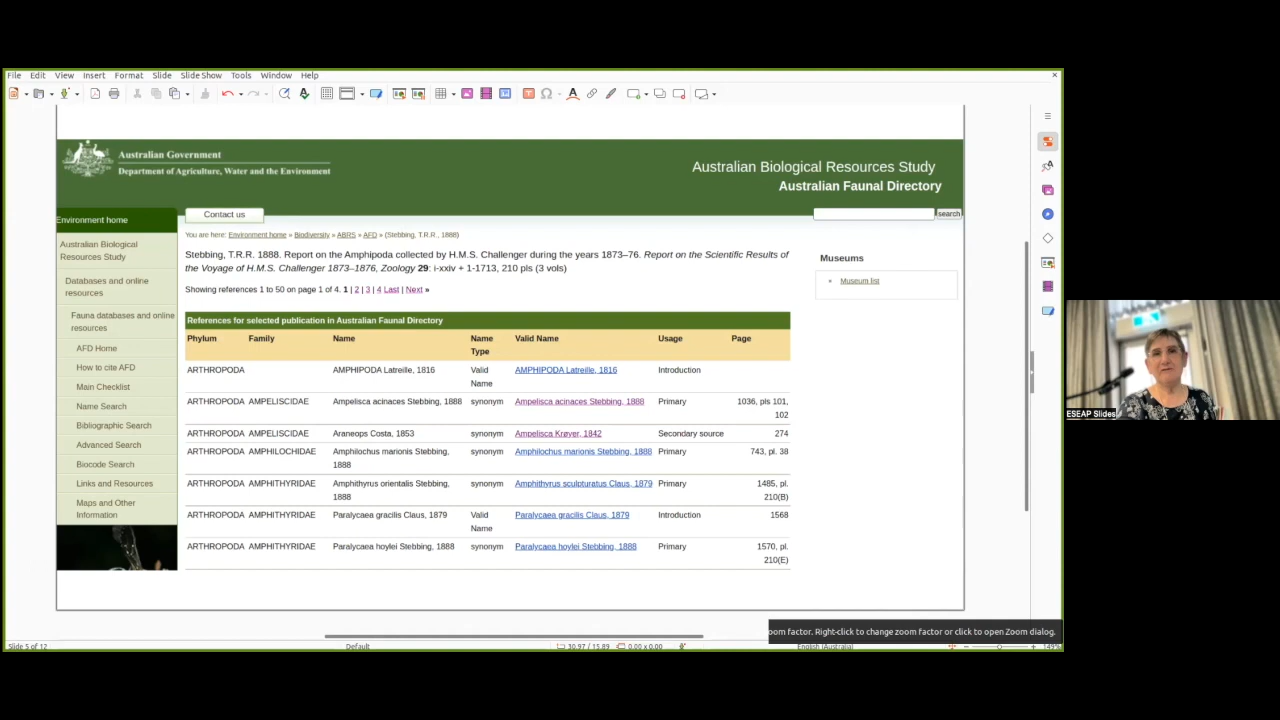 File Edit View Insert Format Slide Slide Show Tools Window Help
Australian Government
Department of Agriculture, Water and the Environment
Australian Biological Resources Study
Australian Faunal Directory
Environment home
Contact us
search
Australian Biological
Resources Study
Databases and online
resources
Fauna databases and online
resources
AFD Home
How to cite AFD
Main Checklist
Name Search
Bibliographic Search
Advanced Search
Biocode Search
Links and Resources
Maps and Other
Information
You are here: Environment home » Biodiversity » ABRS » AFD » (Stebbing, T.R.R., 1888)
Stebbing, T.R.R. 1888. Report on the Amphipoda collected by H.M.S. Challenger during the years 1873–76. Report on the Scientific Results of
the Voyage of H.M.S. Challenger 1873–1876, Zoology 29: i-xxiv + 1-1713, 210 pls (3 vols)
Showing references 1 to 50 on page 1 of 4. 1 | 2 | 3 | 4 Last | Next »
Museums
Museum list
References for selected publication in Australian Faunal Directory
Phylum Family Name Name Type Valid Name Usage Page
ARTHROPODA AMPHIPODA Latreille, 1816 Valid Name AMPHIPODA Latreille, 1816 Introduction
ARTHROPODA AMPELISCIDAE Ampelisca acinaces Stebbing, 1888 synonym Ampelisca acinaces Stebbing, 1888 Primary 1036, pls 101, 102
ARTHROPODA AMPELISCIDAE Araneops Costa, 1853 synonym Ampelisca Krøyer, 1842 Secondary source 274
ARTHROPODA AMPHILOCHIDAE Amphilochus marionis Stebbing, 1888 synonym Amphilochus marionis Stebbing, 1888 Primary 743, pl. 38
ARTHROPODA AMPHITHYRIDAE Amphithyrus orientalis Stebbing, 1888 synonym Amphithyrus sculpturatus Claus, 1879 Primary 1485, pl. 210(B)
ARTHROPODA AMPHITHYRIDAE Paralycaea gracilis Claus, 1879 Valid Name Paralycaea gracilis Claus, 1879 Introduction 1568
ARTHROPODA AMPHITHYRIDAE Paralycaea hoylei Stebbing, 1888 synonym Paralycaea hoylei Stebbing, 1888 Primary 1570, pl. 210(E)
ESEAP Slides
oom factor. Right-click to change zoom factor or click to open Zoom dialog.
Slide 5 of 12 Default 30.97 / 15.89 0.00 x 0.00 English (Australia) 149%